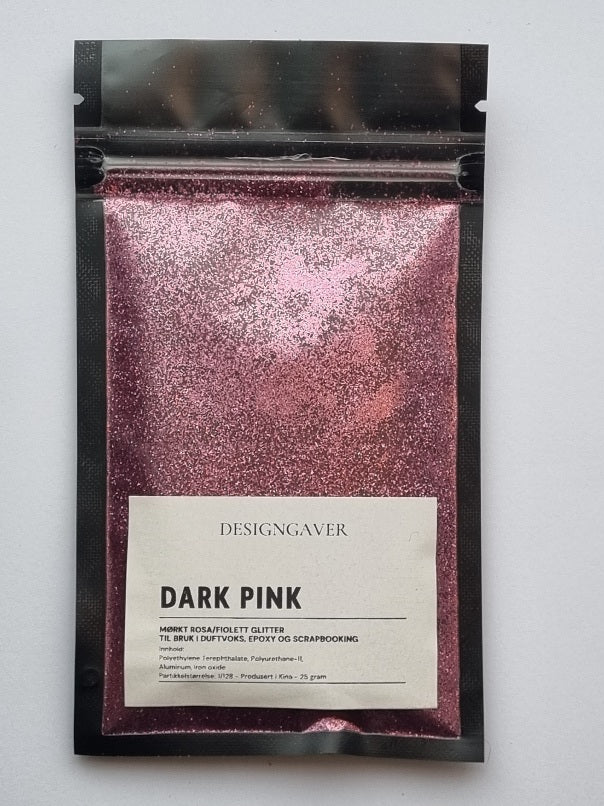 DESIGNGAVER
DARK PINK
MØRKT ROSA/FIOLETT GLITTER
TIL BRUK I DUFTVOKS, EPOXY OG SCRAPBOOKING
Innhold:
Polyethylene Terephthalate, Polyurethane-11,
Aluminum, Iron oxide
Partikkelstørrelse: 1/128 - Produsert i Kina - 25 gram